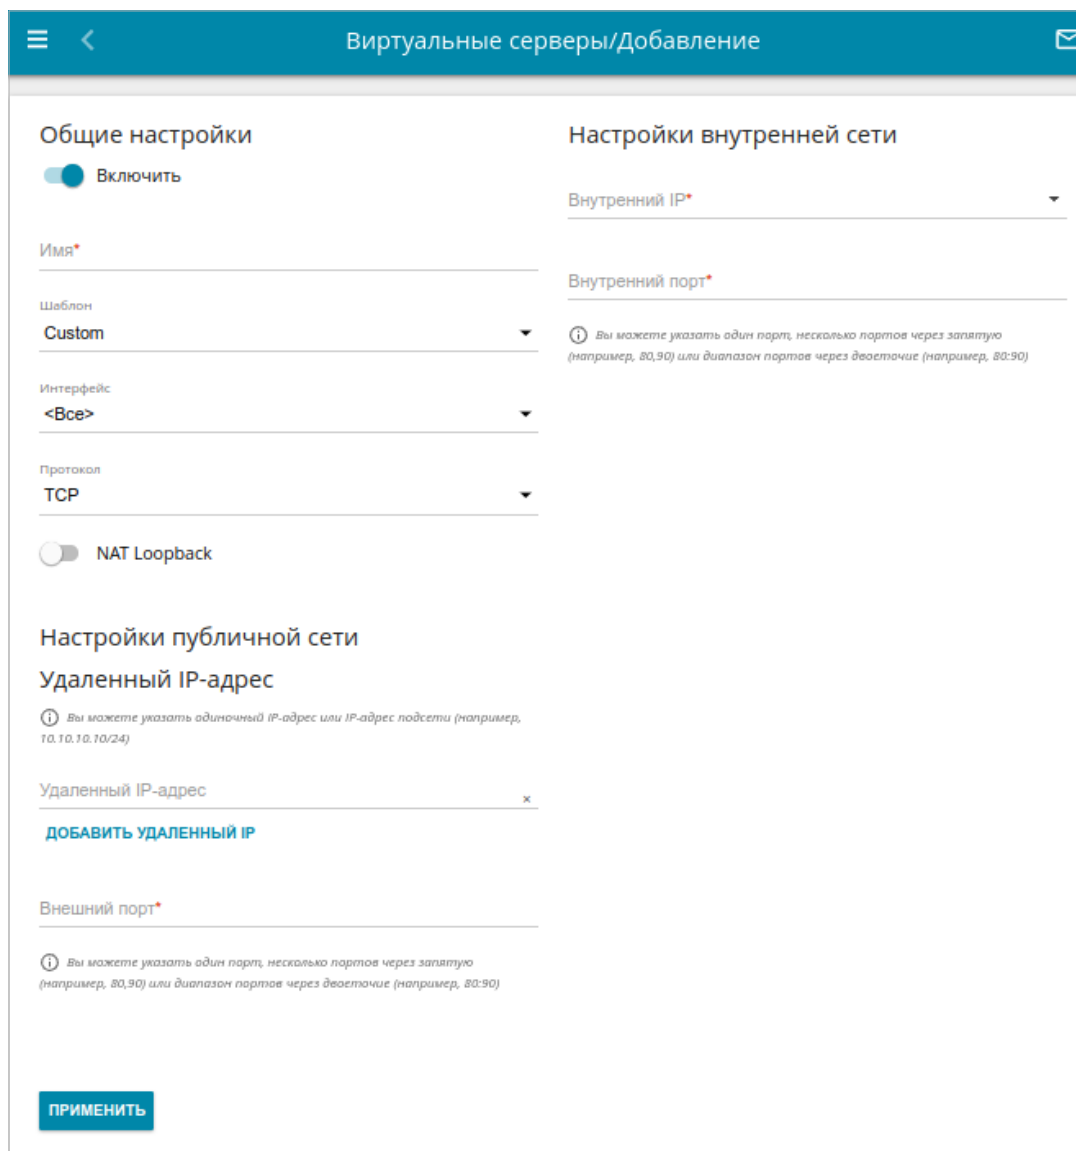 Виртуальные серверы/Добавление
Общие настройки
Включить
Имя*
Шаблон
Custom
Интерфейс
<Все>
Протокол
TCP
NAT Loopback
Настройки публичной сети
Удаленный IP-адрес
Вы можете указать одиночный IP-адрес или IP-адрес подсети (например,
10.10.10.10/24)
Удаленный IP-адрес
×
ДОБАВИТЬ УДАЛЕННЫЙ IP
Внешний порт*
Вы можете указать один порт, несколько портов через запятую
(например, 80,90) или диапазон портов через двоеточие (например, 80:90)
ПРИМЕНИТЬ
Настройки внутренней сети
Внутренний IP*
Внутренний порт*
Вы можете указать один порт, несколько портов через запятую
(например, 80,90) или диапазон портов через двоеточие (например, 80:90)